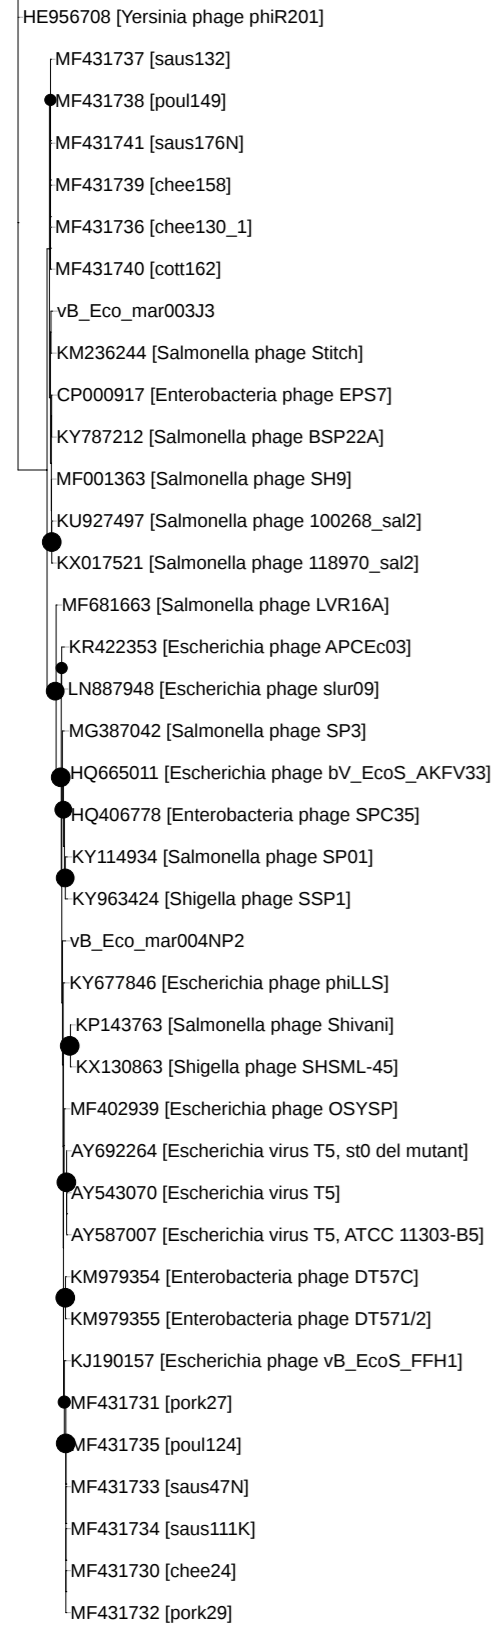 HE956708 [Yersinia phage phiR201]
MF431737 [saus132]
MF431738 [poul149]
MF431741 [saus176N]
MF431739 [chee158]
MF431736 [chee130_1]
MF431740 [cott162]
vB_Eco_mar003J3
KM236244 [Salmonella phage Stitch]
CP000917 [Enterobacteria phage EPS7]
KY787212 [Salmonella phage BSP22A]
MF001363 [Salmonella phage SH9]
KU927497 [Salmonella phage 100268_sal2]
KX017521 [Salmonella phage 118970_sal2]
MF681663 [Salmonella phage LVR16A]
KR422353 [Escherichia phage APCEc03]
LN887948 [Escherichia phage slur09]
MG387042 [Salmonella phage SP3]
HQ665011 [Escherichia phage bV_EcoS_AKFV33]
HQ406778 [Enterobacteria phage SPC35]
KY114934 [Salmonella phage SP01]
KY963424 [Shigella phage SSP1]
vB_Eco_mar004NP2
KY677846 [Escherichia phage phiLLS]
KP143763 [Salmonella phage Shivani]
KX130863 [Shigella phage SHSML-45]
MF402939 [Escherichia phage OSYSP]
AY692264 [Escherichia virus T5, st0 del mutant]
AY543070 [Escherichia virus T5]
AY587007 [Escherichia virus T5, ATCC 11303-B5]
KM979354 [Enterobacteria phage DT57C]
KM979355 [Enterobacteria phage DT571/2]
KJ190157 [Escherichia phage vB_EcoS_FFH1]
MF431731 [pork27]
MF431735 [poul124]
MF431733 [saus47N]
MF431734 [saus111K]
MF431730 [chee24]
MF431732 [pork29]